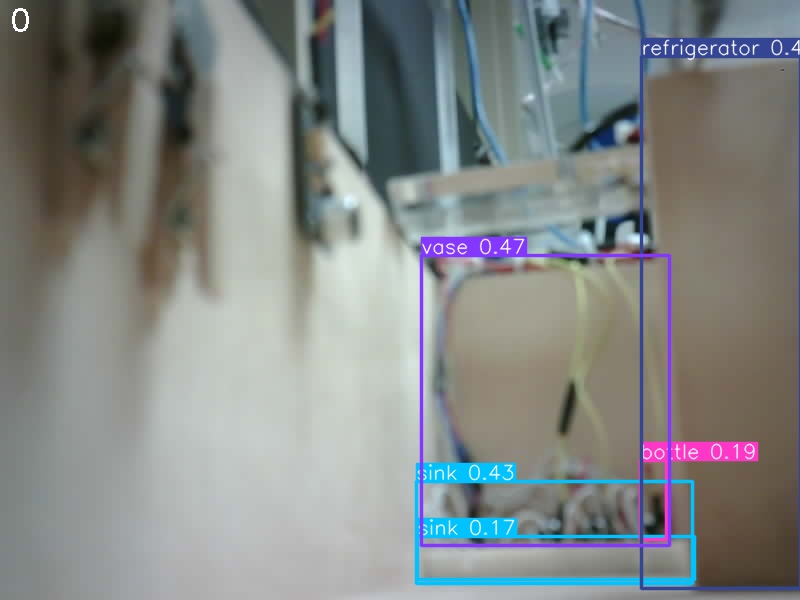 0
refrigerator 0.4
vase 0.47
bottle 0.19
sink 0.43
sink 0.17